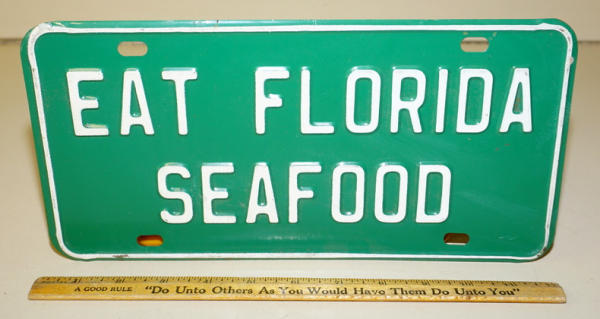 EAT FLORIDA
SEAFOOD
A GOOD RULE "Do Unto Others As You Would Have Them Do Unto You"